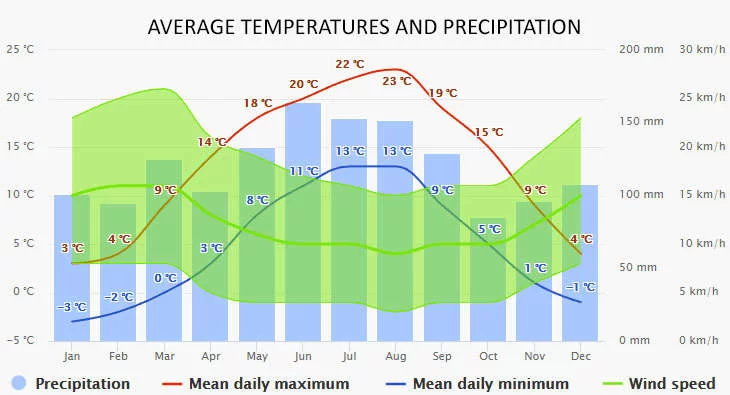 AVERAGE TEMPERATURES AND PRECIPITATION
25 °C 200 mm 30 km/h
22 °C
20 °C 23 °C
18 °C 19 °C
20 °C 25 km/h
150 mm
14 °C 15 °C
15 °C 13 °C 13 °C 20 km/h
11 °C
9 °C 9 °C 9 °C
10 °C 8 °C 100 mm 15 km/h
5 °C
4 °C 4 °C
3 °C 3 °C
5 °C 10 km/h
50 mm
0 °C 1 °C
−3 °C −2 °C −1 °C
0 °C 5 km/h
−5 °C 0 mm 0 km/h
Jan Feb Mar Apr May Jun Jul Aug Sep Oct Nov Dec
Precipitation Mean daily maximum Mean daily minimum Wind speed